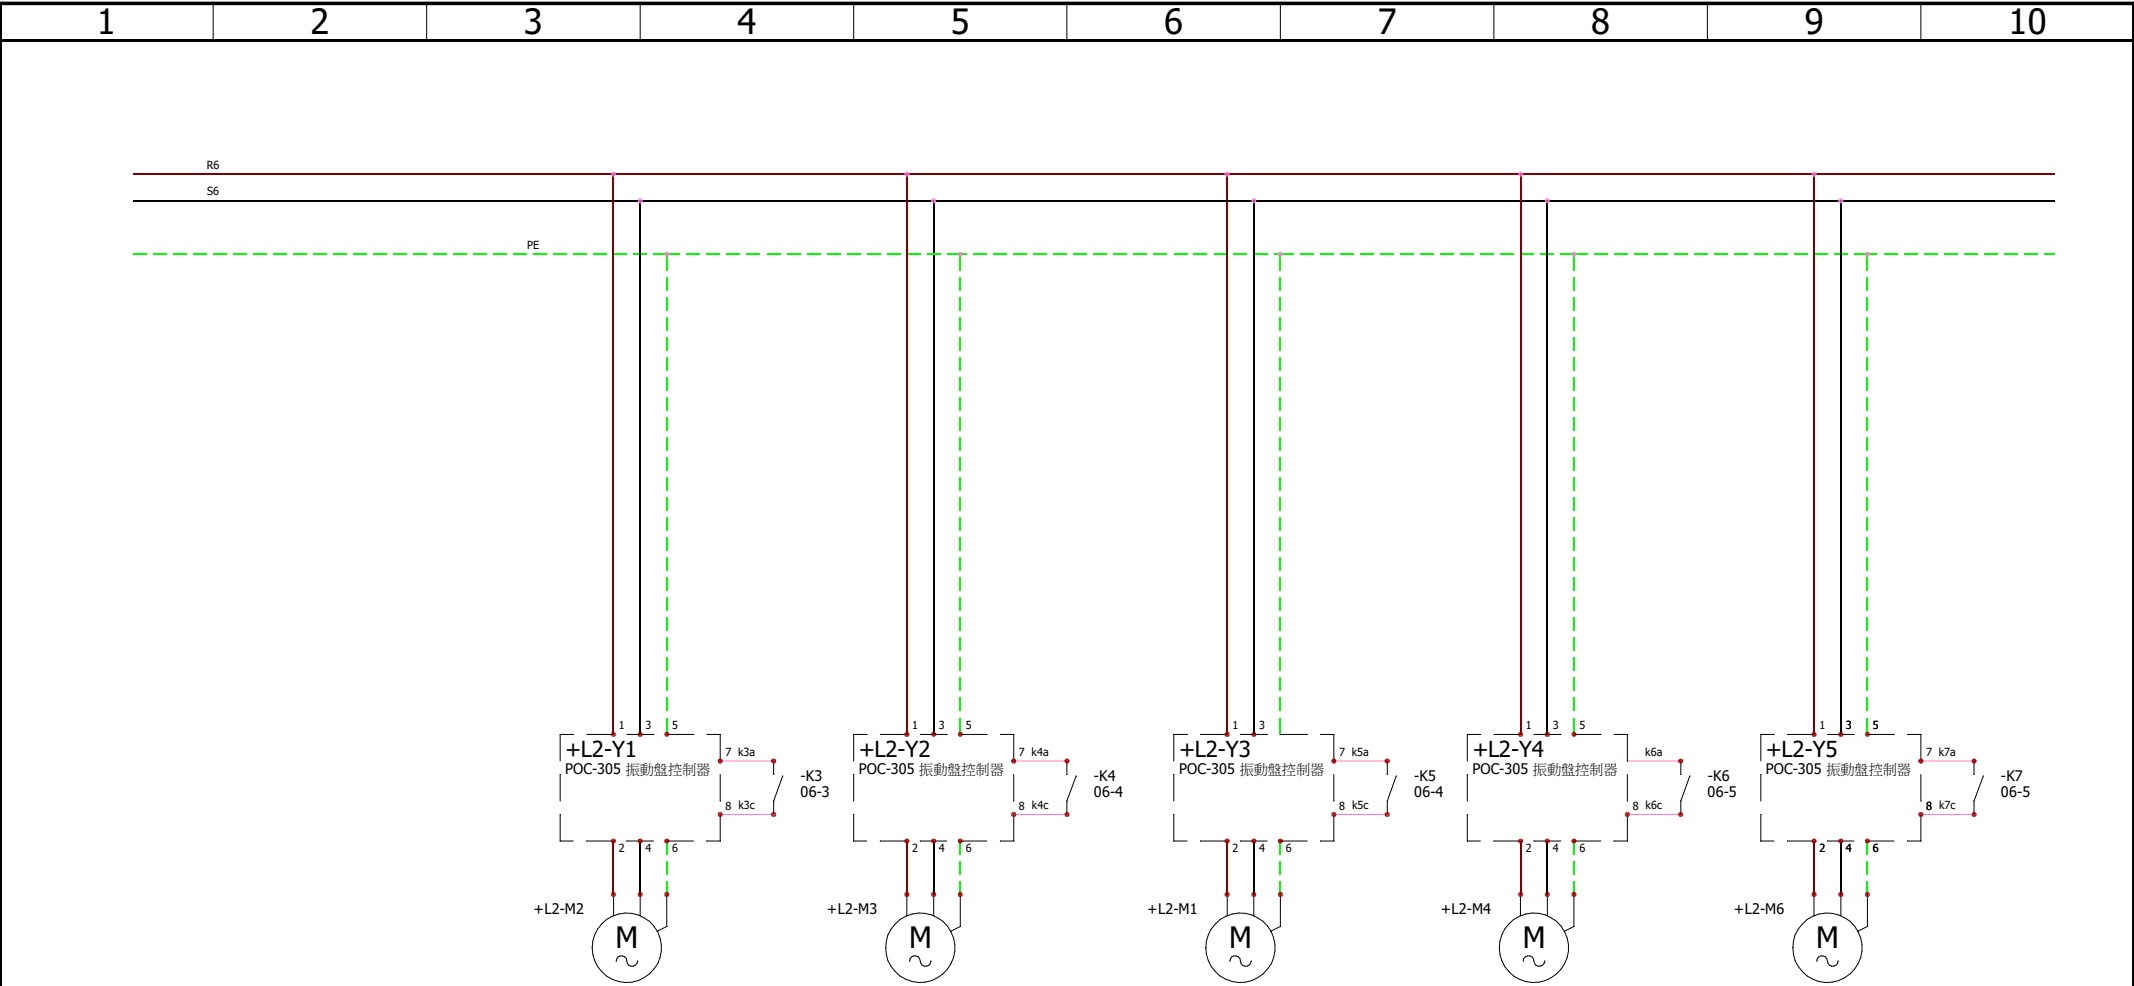 1 2 3 4 5 6 7 8 9 10
R6
S6
PE
1 3 5 1 3 5 1 3 1 3 5 1 3 5
+L2-Y1 +L2-Y2 +L2-Y3 +L2-Y4 +L2-Y5
7 k3a 7 k4a 7 k5a k6a 7 k7a
POC-305 振動盤控制器 POC-305 振動盤控制器 POC-305 振動盤控制器 POC-305 振動盤控制器 POC-305 振動盤控制器
-K3 -K4 -K5 -K6 -K7
06-3 06-4 06-4 06-5 06-5
8 k3c 8 k4c 8 k5c 8 k6c 8 k7c
2 4 6 2 4 6 2 4 6 2 4 6 2 4 6
+L2-M2 +L2-M3 +L2-M1 +L2-M4 +L2-M6
M M M M M